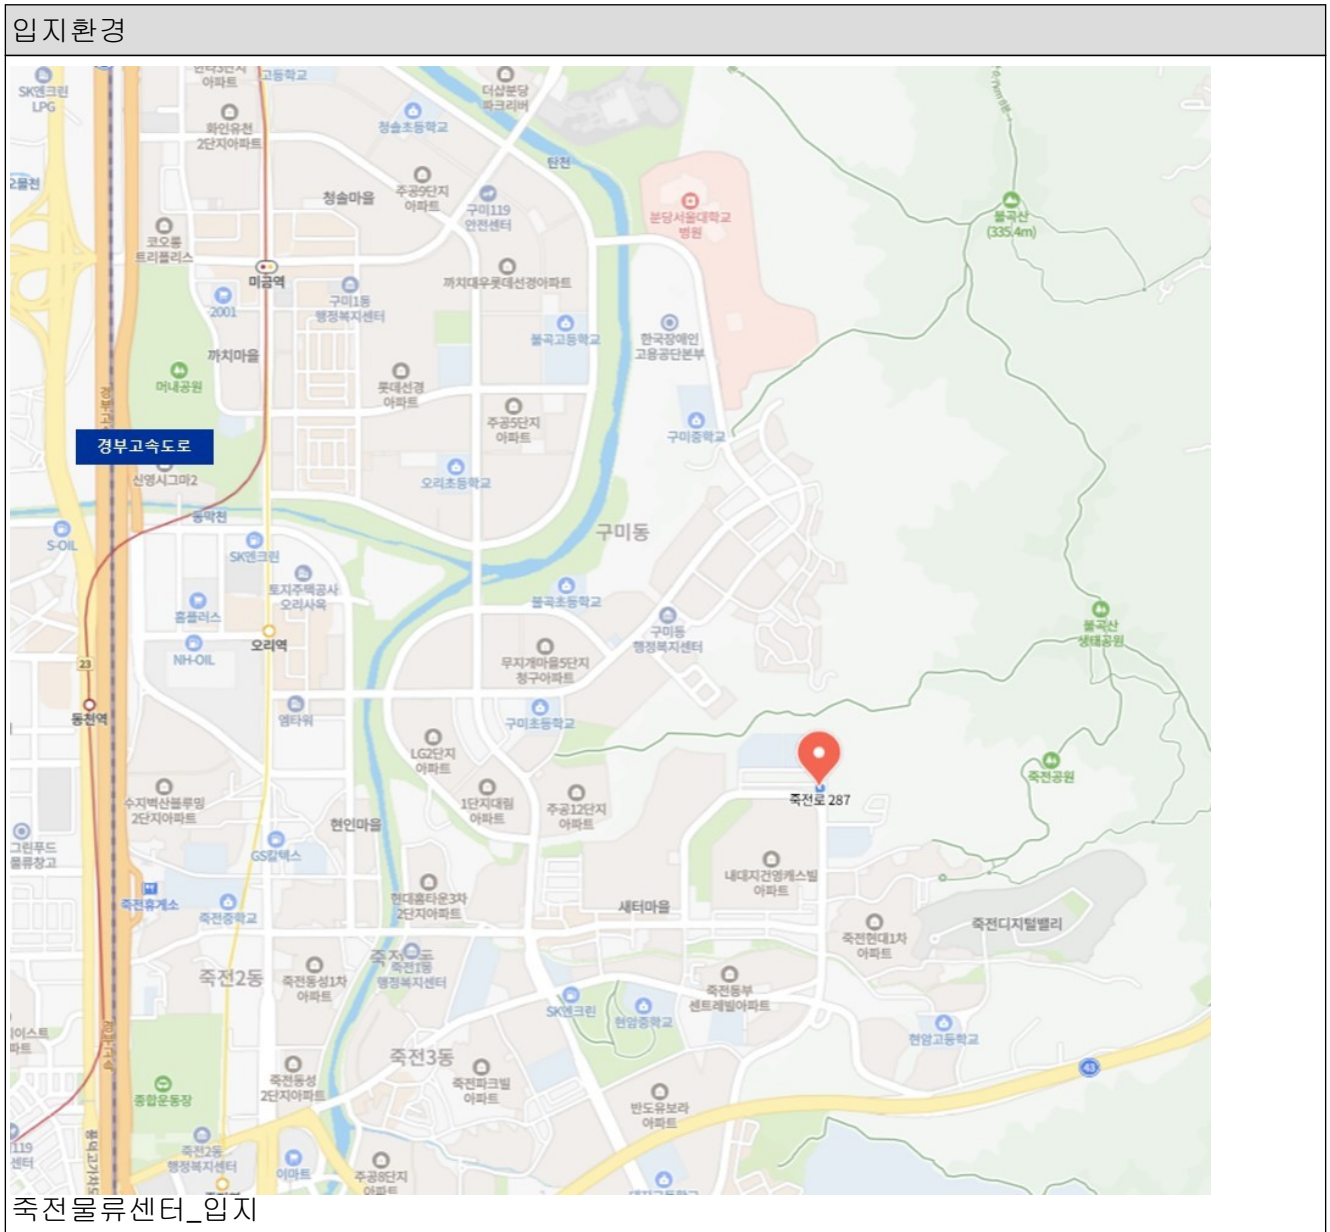 입지환경
SK엔크린
LPG
아파트
고등학교
더샵분당
파크리버
화인유천
2단지아파트
청솔초등학교
탄천
청솔마을
주공9단지
아파트
구미119
안전센터
분당서울대학교
병원
불곡산
(335.4m)
코오롱
트리폴리스
미금역
까치대우롯데선경아파트
2001
구미1동
행정복지센터
불곡고등학교
한국장애인
고용공단본부
까치마을
머내공원
롯데선경
아파트
주공5단지
아파트
구미중학교
경부고속도로
신영시그마2
오리초등학교
동막천
구미동
S-OIL
SK엔크린
토지주택공사
오리사옥
불곡초등학교
홈플러스
구미동
행정복지센터
불곡산
생태공원
오리역
NH-OIL
무지개마을5단지
청구아파트
23
동천역
엠타워
구미초등학교
LG2단지
아파트
죽전공원
죽전로 287
수지벽산블루밍
2단지아파트
1단지대림
아파트
주공12단지
아파트
현인마을
그린푸드
물류창고
GS칼텍스
내대지건영캐스빌
아파트
죽전휴게소
죽전중학교
현대홈타운3차
2단지아파트
새터마을
죽전현대1차
아파트
죽전디지털밸리
죽전2동
죽전동성1차
아파트
죽전1동
행정복지센터
죽전동부
센트레빌아파트
SK엔크린
현암중학교
현암고등학교
죽전3동
43
종합운동장
죽전동성
2단지아파트
죽전파크빌
아파트
반도유보라
아파트
119
센터
죽전2동
행정복지센터
이마트
주공8단지
아파트
대지고등학교
죽전물류센터_입지